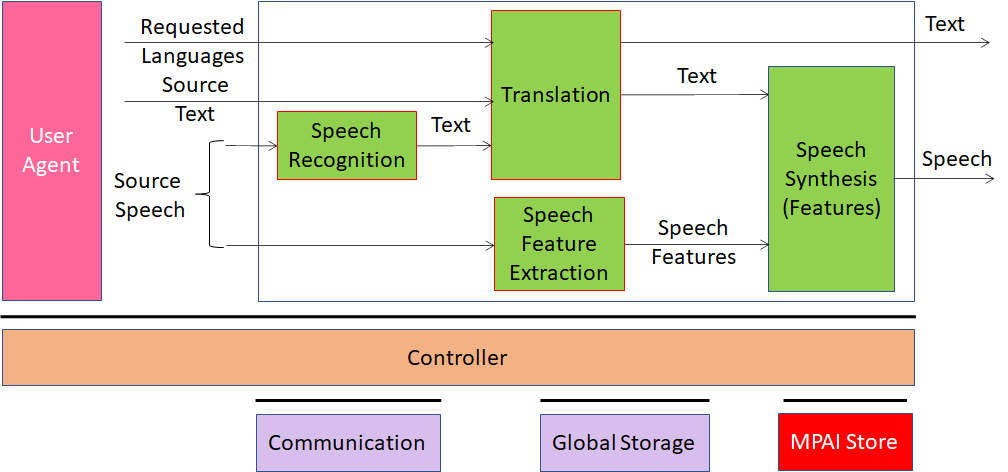 Requested
Languages
Source
Text
User
Agent
Source
Speech
Speech
Recognition
Text
Translation
Text
Text
Speech
Feature
Extraction
Speech
Features
Speech
Synthesis
(Features)
Speech
Controller
Communication
Global Storage
MPAI Store